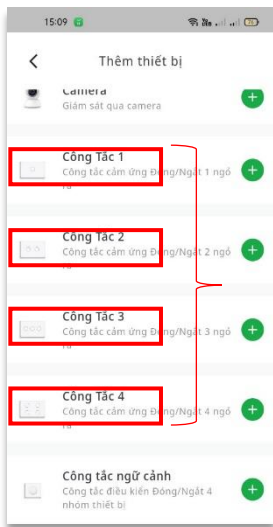 15:09
Thêm thiết bị
Camera
Giám sát qua camera
Công Tắc 1
Công tắc cảm ứng Đóng/Ngắt 1 ngõ
ra
Công Tắc 2
Công tắc cảm ứng Đóng/Ngắt 2 ngõ
ra
Công Tắc 3
Công tắc cảm ứng Đóng/Ngắt 3 ngõ
ra
Công Tắc 4
Công tắc cảm ứng Đóng/Ngắt 4 ngõ
ra
Công tắc ngữ cảnh
Công tắc điều kiển Đóng/Ngắt 4
nhóm thiết bị